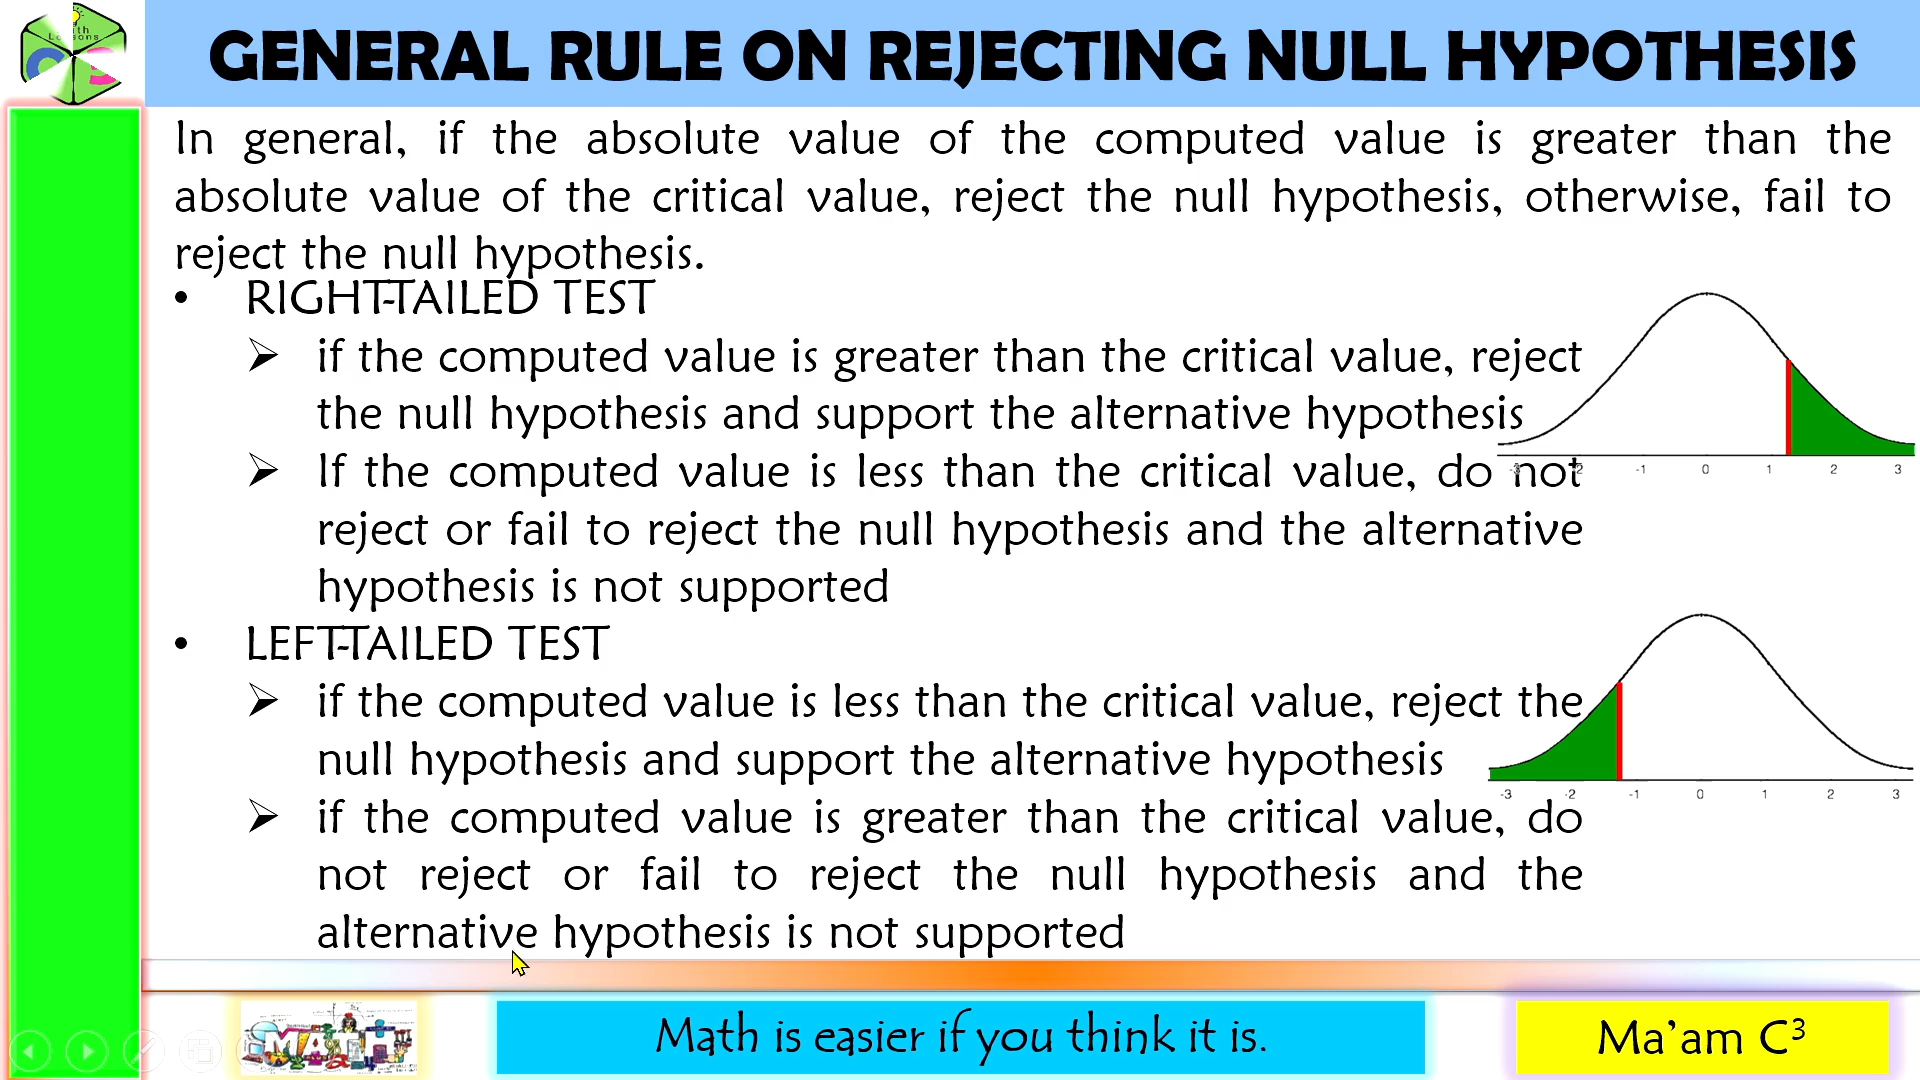 GENERAL RULE ON REJECTING NULL HYPOTHESIS
In general, if the absolute value of the computed value is greater than the
absolute value of the critical value, reject the null hypothesis, otherwise, fail to
reject the null hypothesis.
• RIGHT-TAILED TEST
➢ if the computed value is greater than the critical value, reject
the null hypothesis and support the alternative hypothesis
➢ If the computed value is less than the critical value, do not
reject or fail to reject the null hypothesis and the alternative
hypothesis is not supported
-3 -2 -1 0 1 2 3
• LEFT-TAILED TEST
➢ if the computed value is less than the critical value, reject the
null hypothesis and support the alternative hypothesis
➢ if the computed value is greater than the critical value, do
not reject or fail to reject the null hypothesis and the
alternative hypothesis is not supported
-3 -2 -1 0 1 2 3
MATH
Math is easier if you think it is.
Ma'am C³